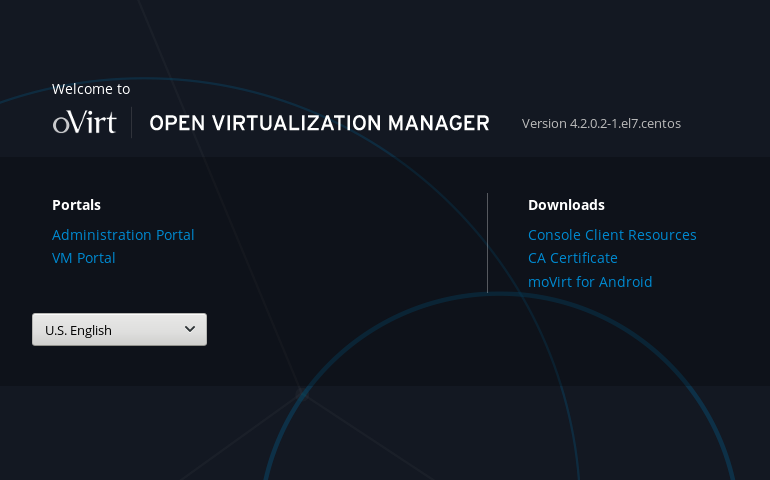 Welcome to
oVirt OPEN VIRTUALIZATION MANAGER Version 4.2.0.2-1.el7.centos
Portals
Administration Portal
VM Portal
Downloads
Console Client Resources
CA Certificate
moVirt for Android
U.S. English